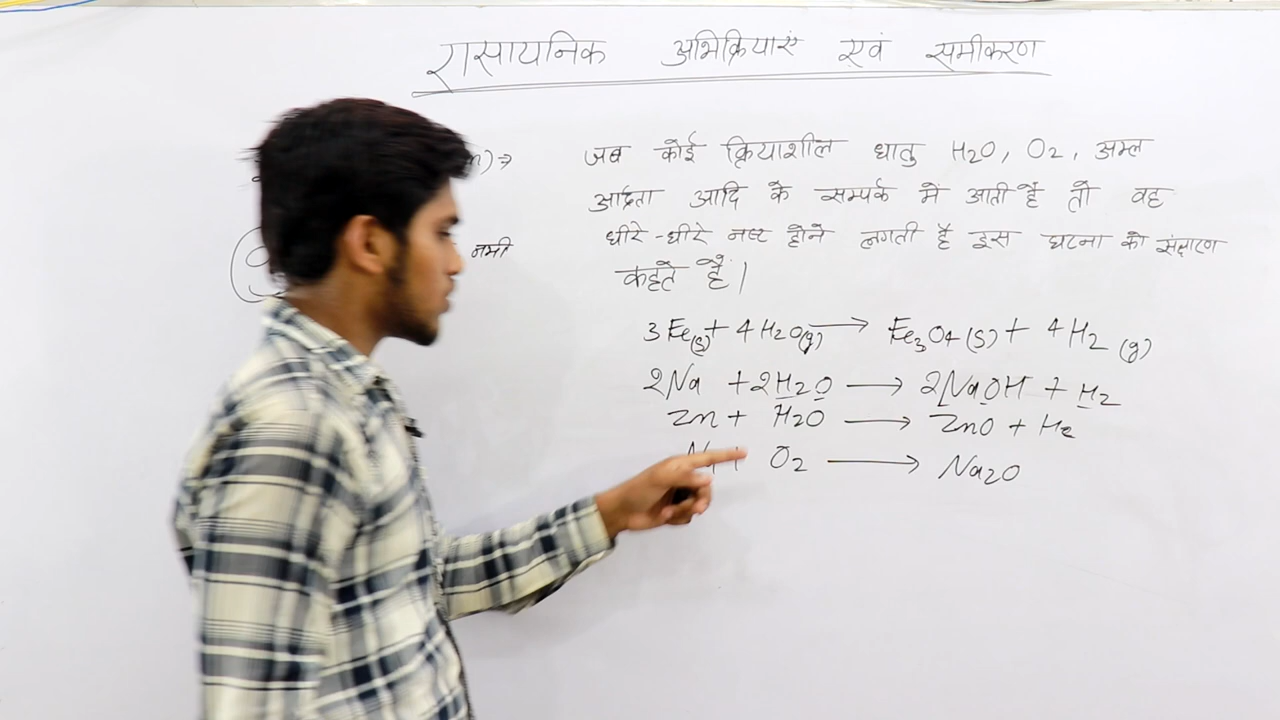 रासायनिक अभिक्रियाएं एवं समीकरण
जब कोई क्रियाशील धातु H2O, O2, अम्ल
आर्द्रता आदि के सम्पर्क में आती है तो वह
धीरे-धीरे नष्ट होने लगती है इस घटना को संक्षारण
कहते हैं।
नमी
3Fe(s) + 4H2O(g) → Fe3O4(s) + 4H2(g)
2Na + 2H2O → 2NaOH + H2
Zn + H2O → ZnO + H2
+ O2 → Na2O